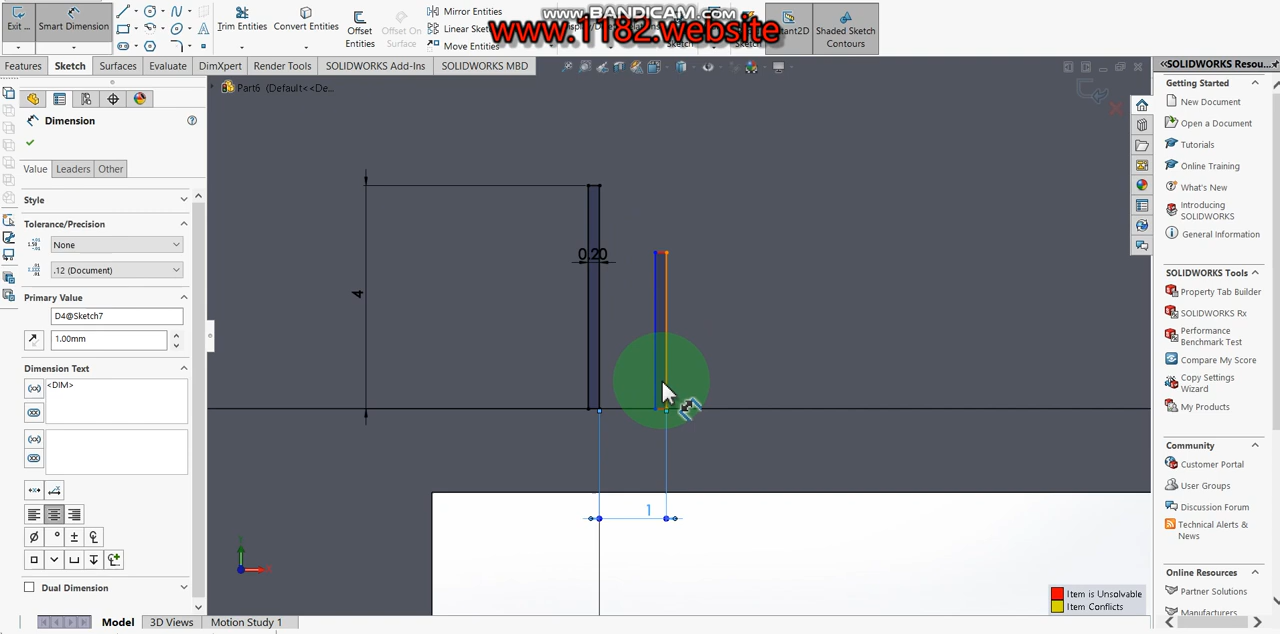 www.BANDICAM.com
www.1182.website
Exit ...
Smart Dimension
Trim Entities
Convert Entities
Offset
Entities
Offset On
Surface
Mirror Entities
Linear Sketch
Move Entities
Sketch
Sketch
Instant2D
Shaded Sketch
Contours
Features
Sketch
Surfaces
Evaluate
DimXpert
Render Tools
SOLIDWORKS Add-Ins
SOLIDWORKS MBD
Part6 (Default<<De...
Dimension
Value
Leaders
Other
Style
Tolerance/Precision
None
.12 (Document)
Primary Value
D4@Sketch7
1.00mm
Dimension Text
<DIM>
Dual Dimension
4
0.20
1
Item is Unsolvable
Item Conflicts
Model
3D Views
Motion Study 1
SOLIDWORKS Resou...
Getting Started
New Document
Open a Document
Tutorials
Online Training
What's New
Introducing
SOLIDWORKS
General Information
SOLIDWORKS Tools
Property Tab Builder
SOLIDWORKS Rx
Performance
Benchmark Test
Compare My Score
Copy Settings
Wizard
My Products
Community
Customer Portal
User Groups
Discussion Forum
Technical Alerts &
News
Online Resources
Partner Solutions
Manufacturers